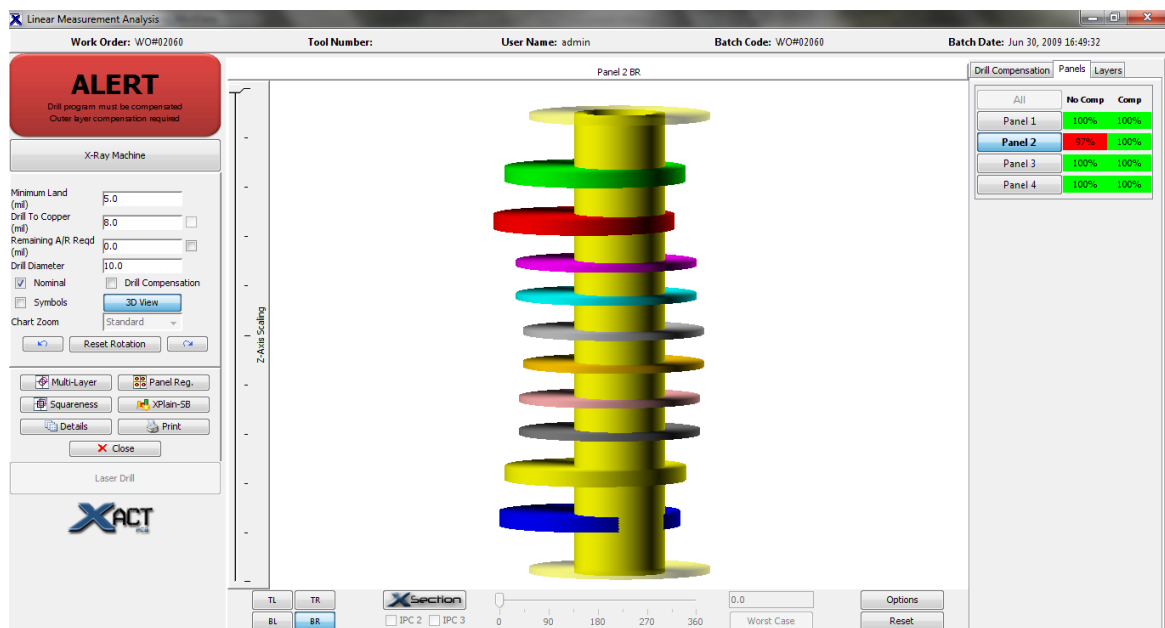 Linear Measurement Analysis
Work Order: WO#02060
Tool Number:
User Name: admin
Batch Code: WO#02060
Batch Date: Jun 30, 2009 16:49:32
ALERT
Drill program must be compensated
Outer layer compensation required
X-Ray Machine
Minimum Land
(mil)
5.0
Drill To Copper
(mil)
8.0
Remaining A/R Reqd
(mil)
0.0
Drill Diameter
10.0
Nominal
Drill Compensation
Symbols
3D View
Chart Zoom
Standard
Reset Rotation
Multi-Layer
Panel Reg.
Squareness
XPlain-SB
Details
Print
Close
Laser Drill
XACT
Panel 2 BR
Z-Axis Scaling
TL
TR
BL
BR
XSection
IPC 2
IPC 3
0
90
180
270
360
0.0
Worst Case
Options
Reset
Drill Compensation
Panels
Layers
All
No Comp
Comp
Panel 1
100%
100%
Panel 2
97%
100%
Panel 3
100%
100%
Panel 4
100%
100%